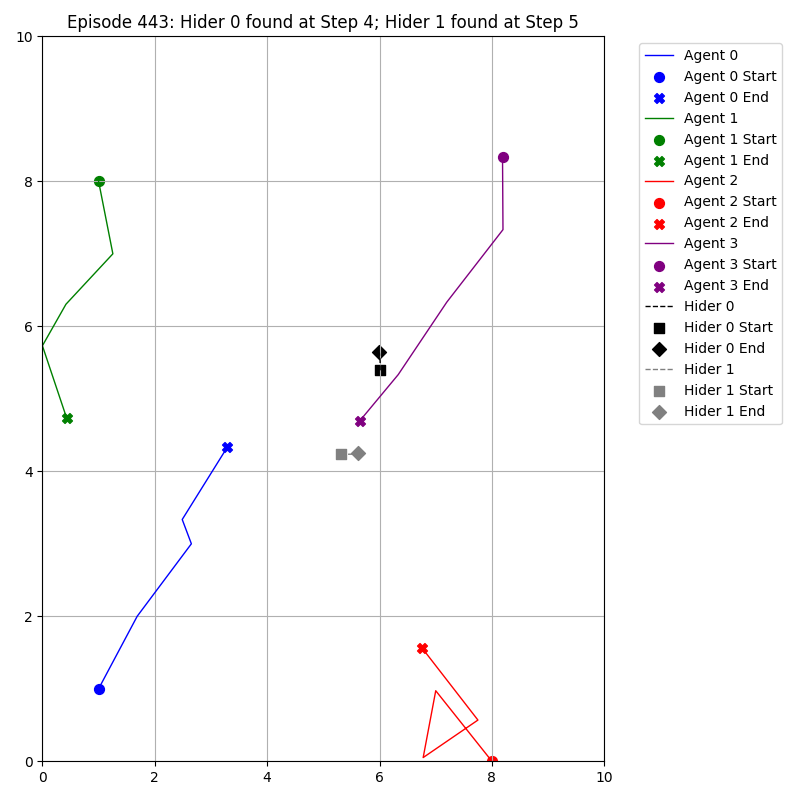 Episode 443: Hider 0 found at Step 4; Hider 1 found at Step 5
10
8
6
4
2
0
0 2 4 6 8 10
Agent 0
Agent 0 Start
Agent 0 End
Agent 1
Agent 1 Start
Agent 1 End
Agent 2
Agent 2 Start
Agent 2 End
Agent 3
Agent 3 Start
Agent 3 End
Hider 0
Hider 0 Start
Hider 0 End
Hider 1
Hider 1 Start
Hider 1 End